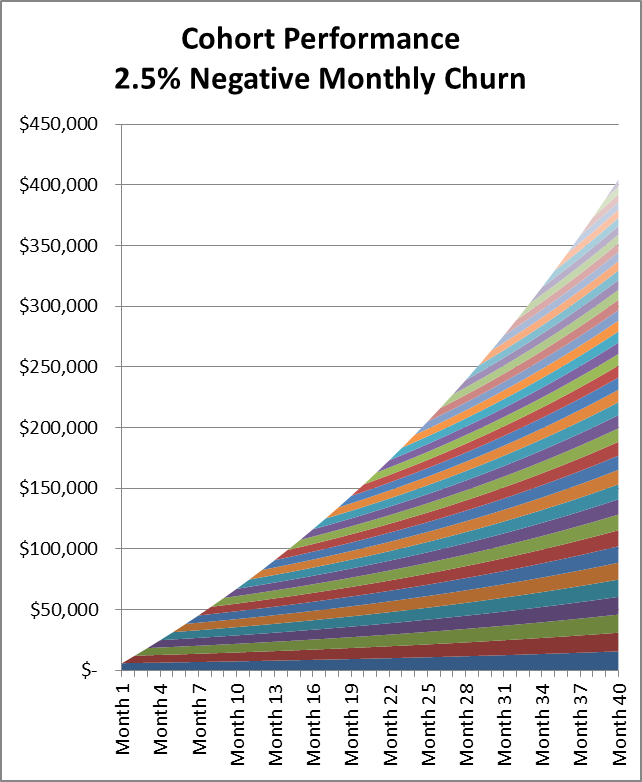 Cohort Performance
2.5% Negative Monthly Churn
$450,000
$400,000
$350,000
$300,000
$250,000
$200,000
$150,000
$100,000
$50,000
$-
Month 1
Month 4
Month 7
Month 10
Month 13
Month 16
Month 19
Month 22
Month 25
Month 28
Month 31
Month 34
Month 37
Month 40